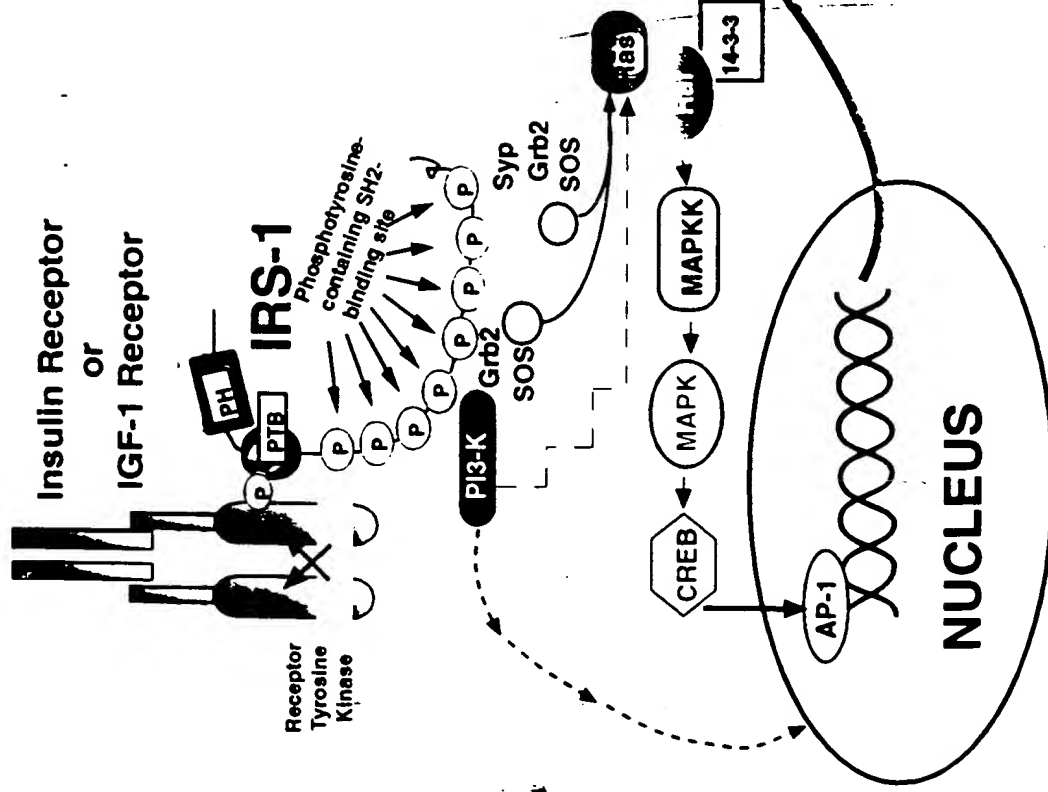 Insulin Receptor
or
IGF-1 Receptor
PH
IRS-1
PTB
P
Phosphotyrosine-
containing SH2-
binding site
P
P
P
P
P
P
P
P
Receptor
Tyrosine
Kinase
PI3-K
Grb2
SOS
Syp
Grb2
SOS
Ras
14-3-3
MAPKK
MAPK
CREB
AP-1
NUCLEUS